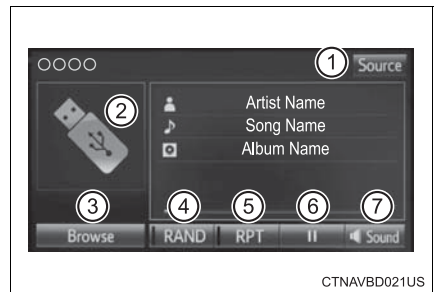 ○○○○ ① Source
②
Artist Name
Song Name
Album Name
③ ④ ⑤ ⑥ ⑦
Browse RAND RPT II Sound
CTNAVBD021US